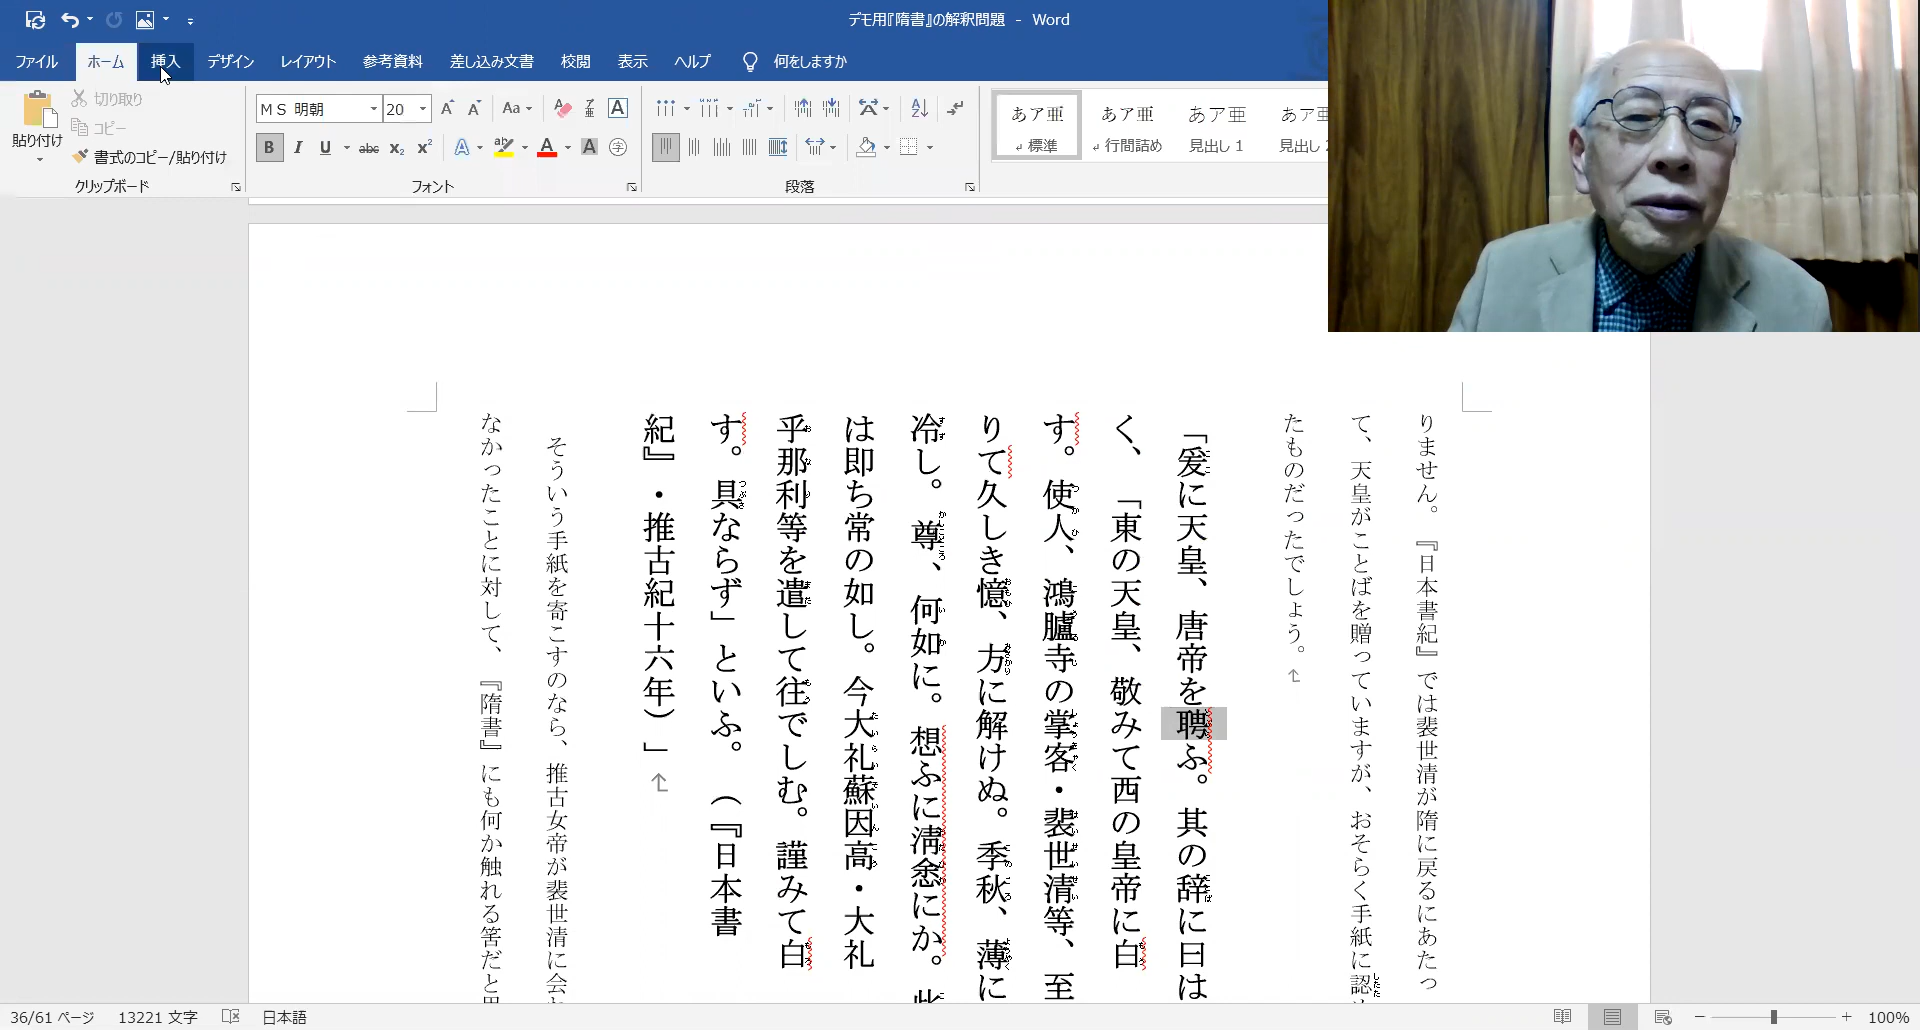 デモ用『隋書』の解釈問題 - Word
ファイル ホーム 挿入 デザイン レイアウト 参考資料 差し込み文書 校閲 表示 ヘルプ 何をしますか
貼り付け
切り取り
コピー
書式のコピー/貼り付け
クリップボード
ＭＳ 明朝 20
フォント
段落
あア亜 標準
あア亜 行間詰め
あア亜 見出し 1
あア亜 見出し
りません。『日本書紀』では裴世清が隋に戻るにあたっ
て、天皇がことばを贈っていますが、おそらく手紙に認
たものだったでしょう。
「爰に天皇、唐帝を聘ふ。其の辞に曰は
く、「東の天皇、敬みて西の皇帝に白
す。使人、鴻臚寺の掌客・裴世清等、至
りて久しき憶、方に解けぬ。季秋、薄に
冷し。尊、何如に。想ふに清悆にか。此
は即ち常の如し。今大礼蘇因高・大礼
乎那利等を遣して往でしむ。謹みて白
す。具ならず」といふ。（『日本書
紀』・推古紀十六年）」
そういう手紙を寄こすのなら、推古女帝が裴世清に会わ
なかったことに対して、『隋書』にも何か触れる筈だと思
36/61 ページ 13221 文字 日本語 100%